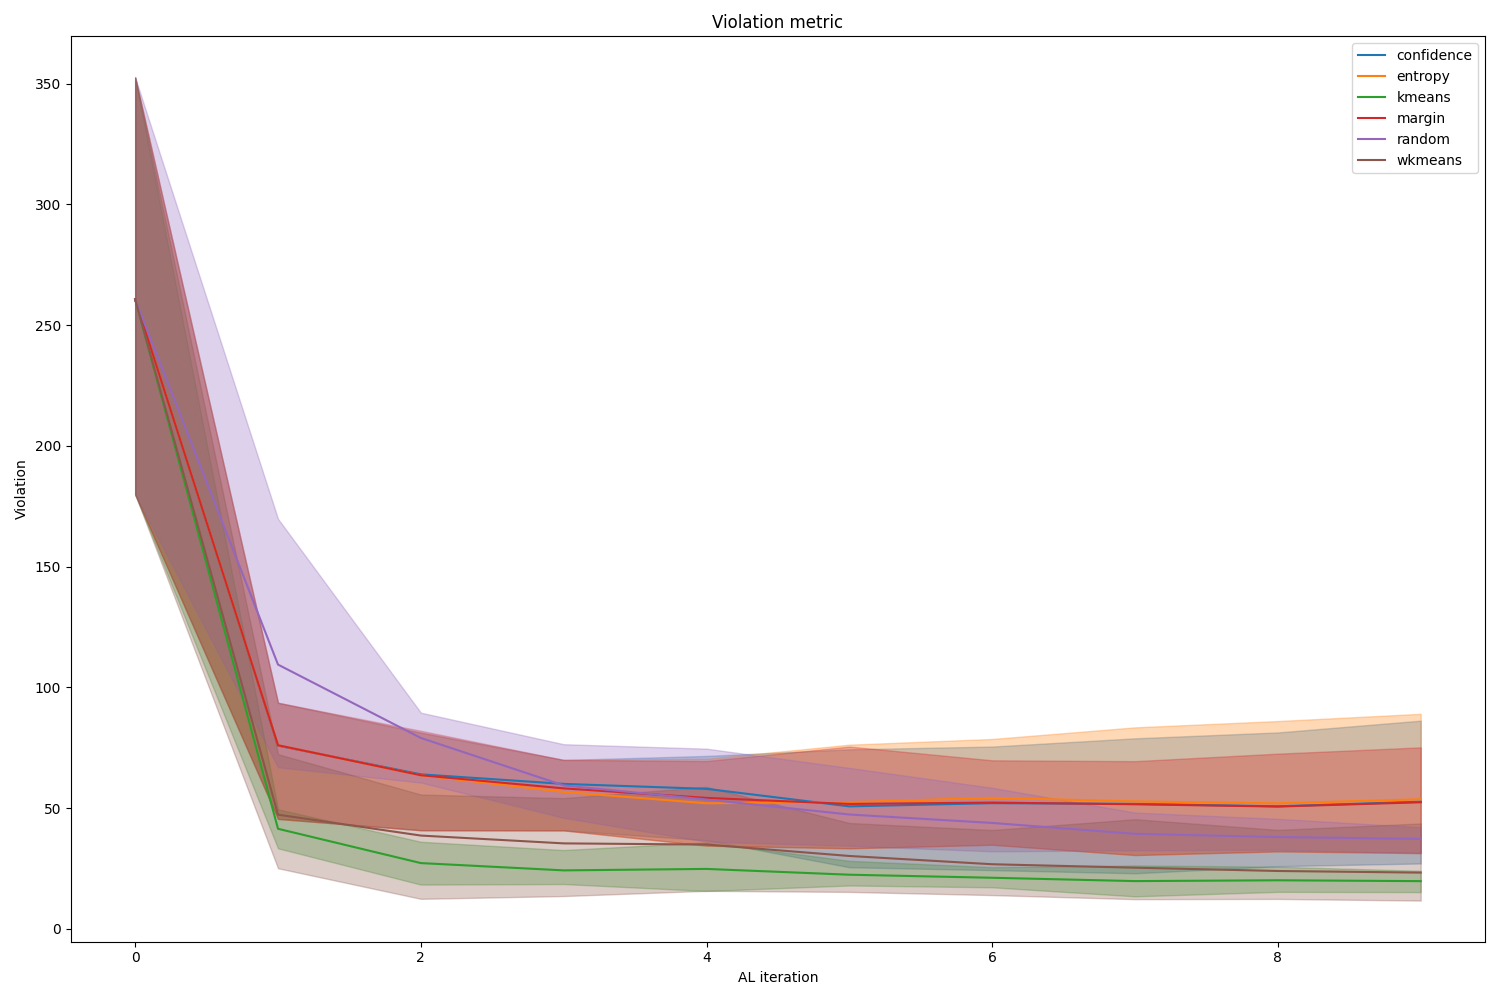 Violation metric
confidence
entropy
kmeans
margin
random
wkmeans
Violation
350
300
250
200
150
100
50
0
0 2 4 6 8
AL iteration